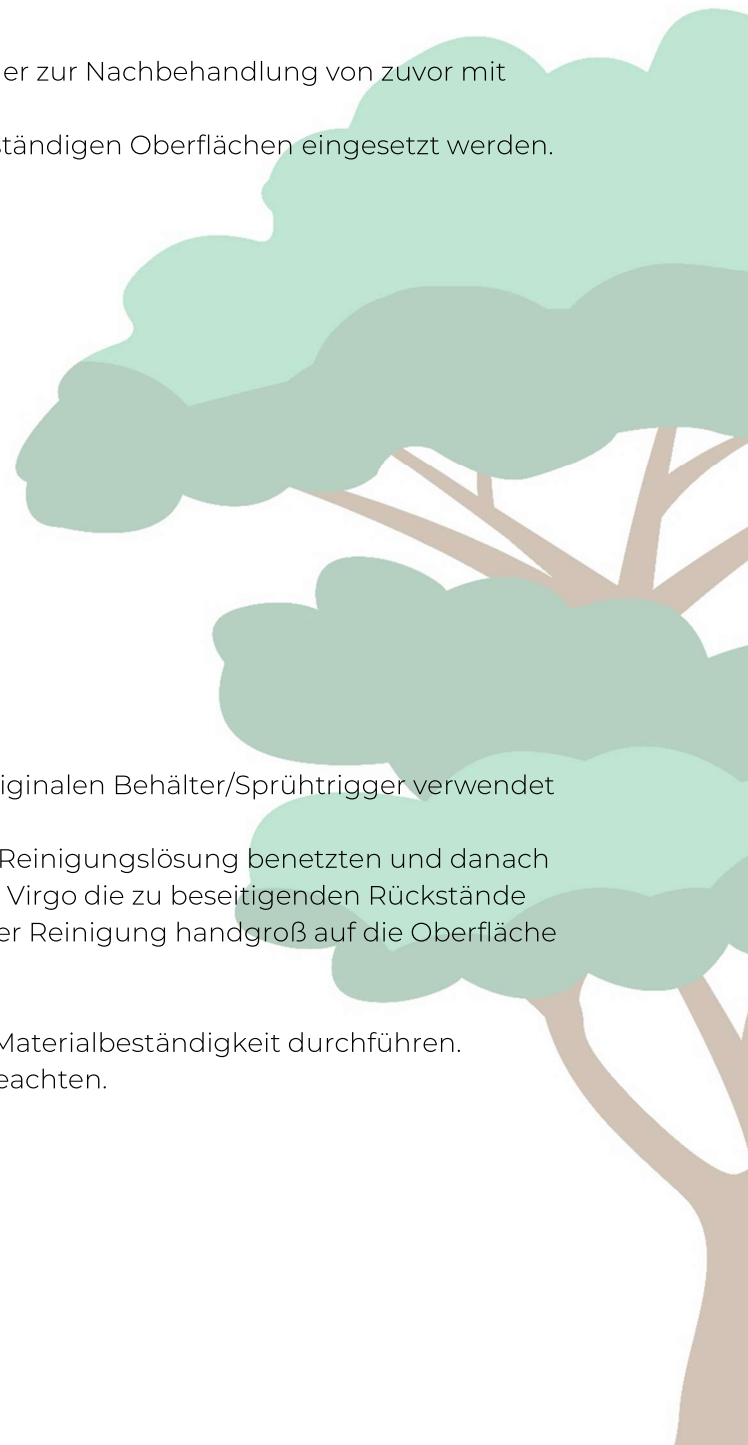 er zur Nachbehandlung von zuvor mit
ständigen Oberflächen eingesetzt werden.
iginalen Behälter/Sprühtrigger verwendet
Reinigungslösung benetzten und danach
Virgo die zu beseitigenden Rückstände
er Reinigung handgroß auf die Oberfläche
Materialbeständigkeit durchführen.
eachten.